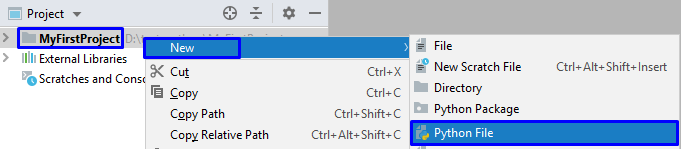 Project
MyFirstProject
New
File
External Libraries
Cut Ctrl+X
New Scratch File Ctrl+Alt+Shift+Insert
Scratches and
Copy Ctrl+C
Directory
Copy Path Ctrl+Shift+C
Python Package
Copy Relative Path Ctrl+Alt+Shift+C
Python File